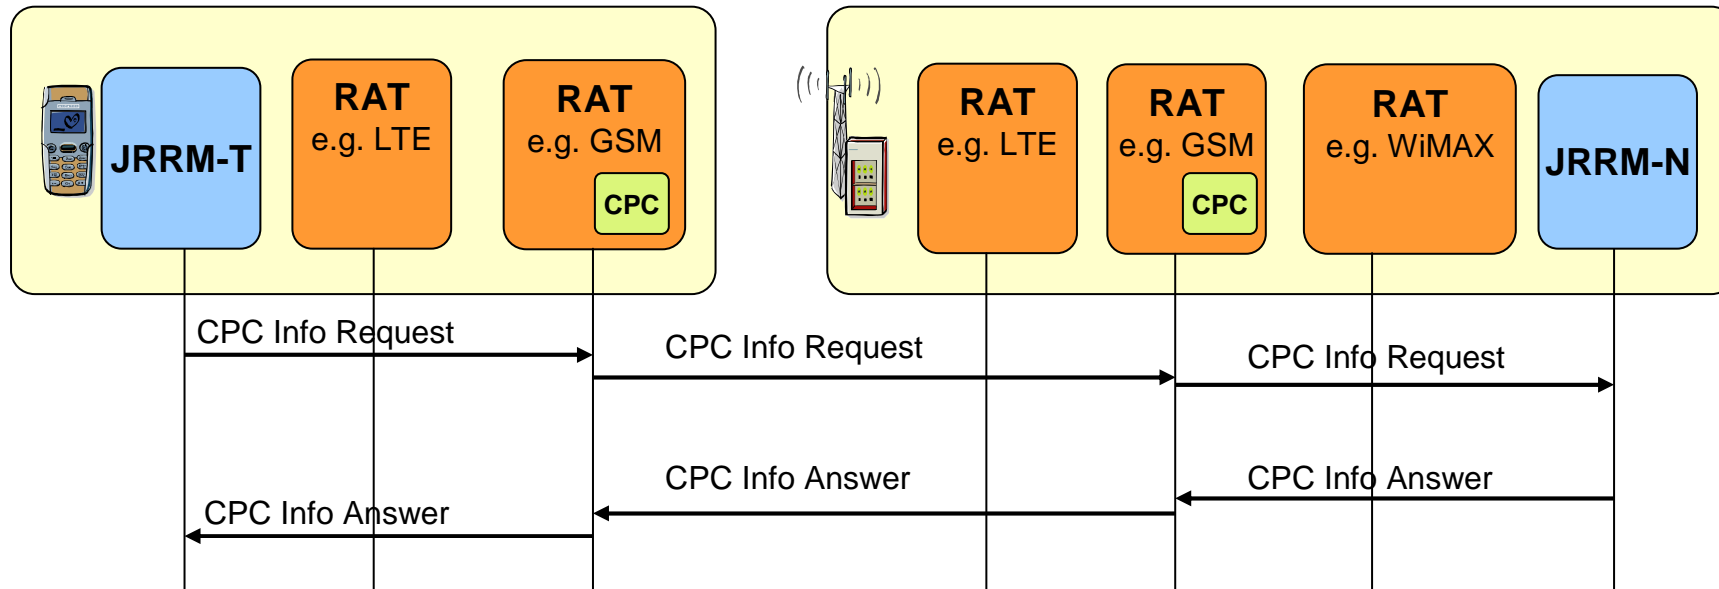 JRRM-T
RAT
e.g. LTE
RAT
e.g. GSM
CPC
RAT
e.g. LTE
RAT
e.g. GSM
CPC
RAT
e.g. WiMAX
JRRM-N
CPC Info Request
CPC Info Request
CPC Info Request
CPC Info Answer
CPC Info Answer
CPC Info Answer